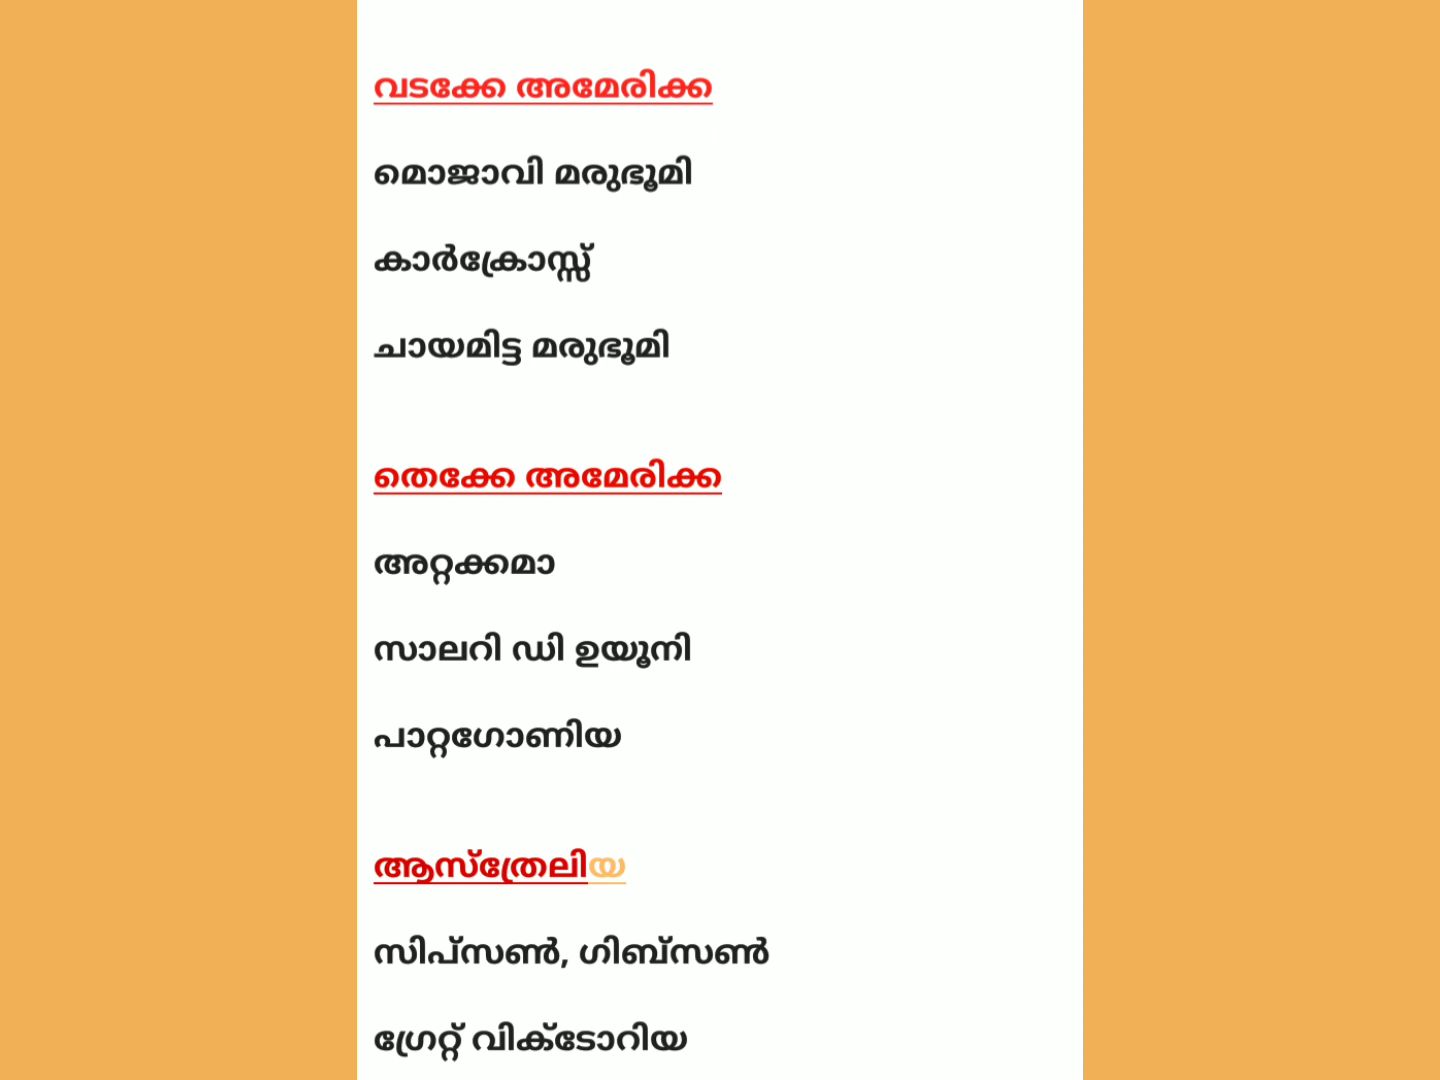 വടക്കേ അമേരിക്ക
മൊജാവി മരുഭൂമി
കാർക്രോസ്സ്
ചായമിട്ട മരുഭൂമി
തെക്കേ അമേരിക്ക
അറ്റക്കമാ
സാലറി ഡി ഉയൂനി
പാറ്റഗോണിയ
ആസ്ത്രേലിയ
സിപ്സൺ, ഗിബ്സൺ
ഗ്രേറ്റ് വിക്ടോറിയ